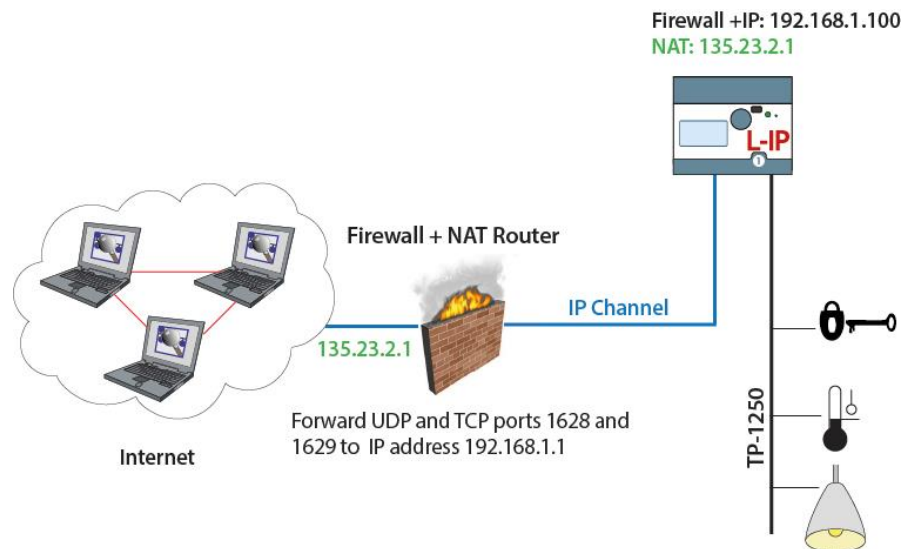 Firewall +IP: 192.168.1.100
NAT: 135.23.2.1
L-IP
Firewall + NAT Router
IP Channel
135.23.2.1
Forward UDP and TCP ports 1628 and
1629 to IP address 192.168.1.1
Internet
TP-1250